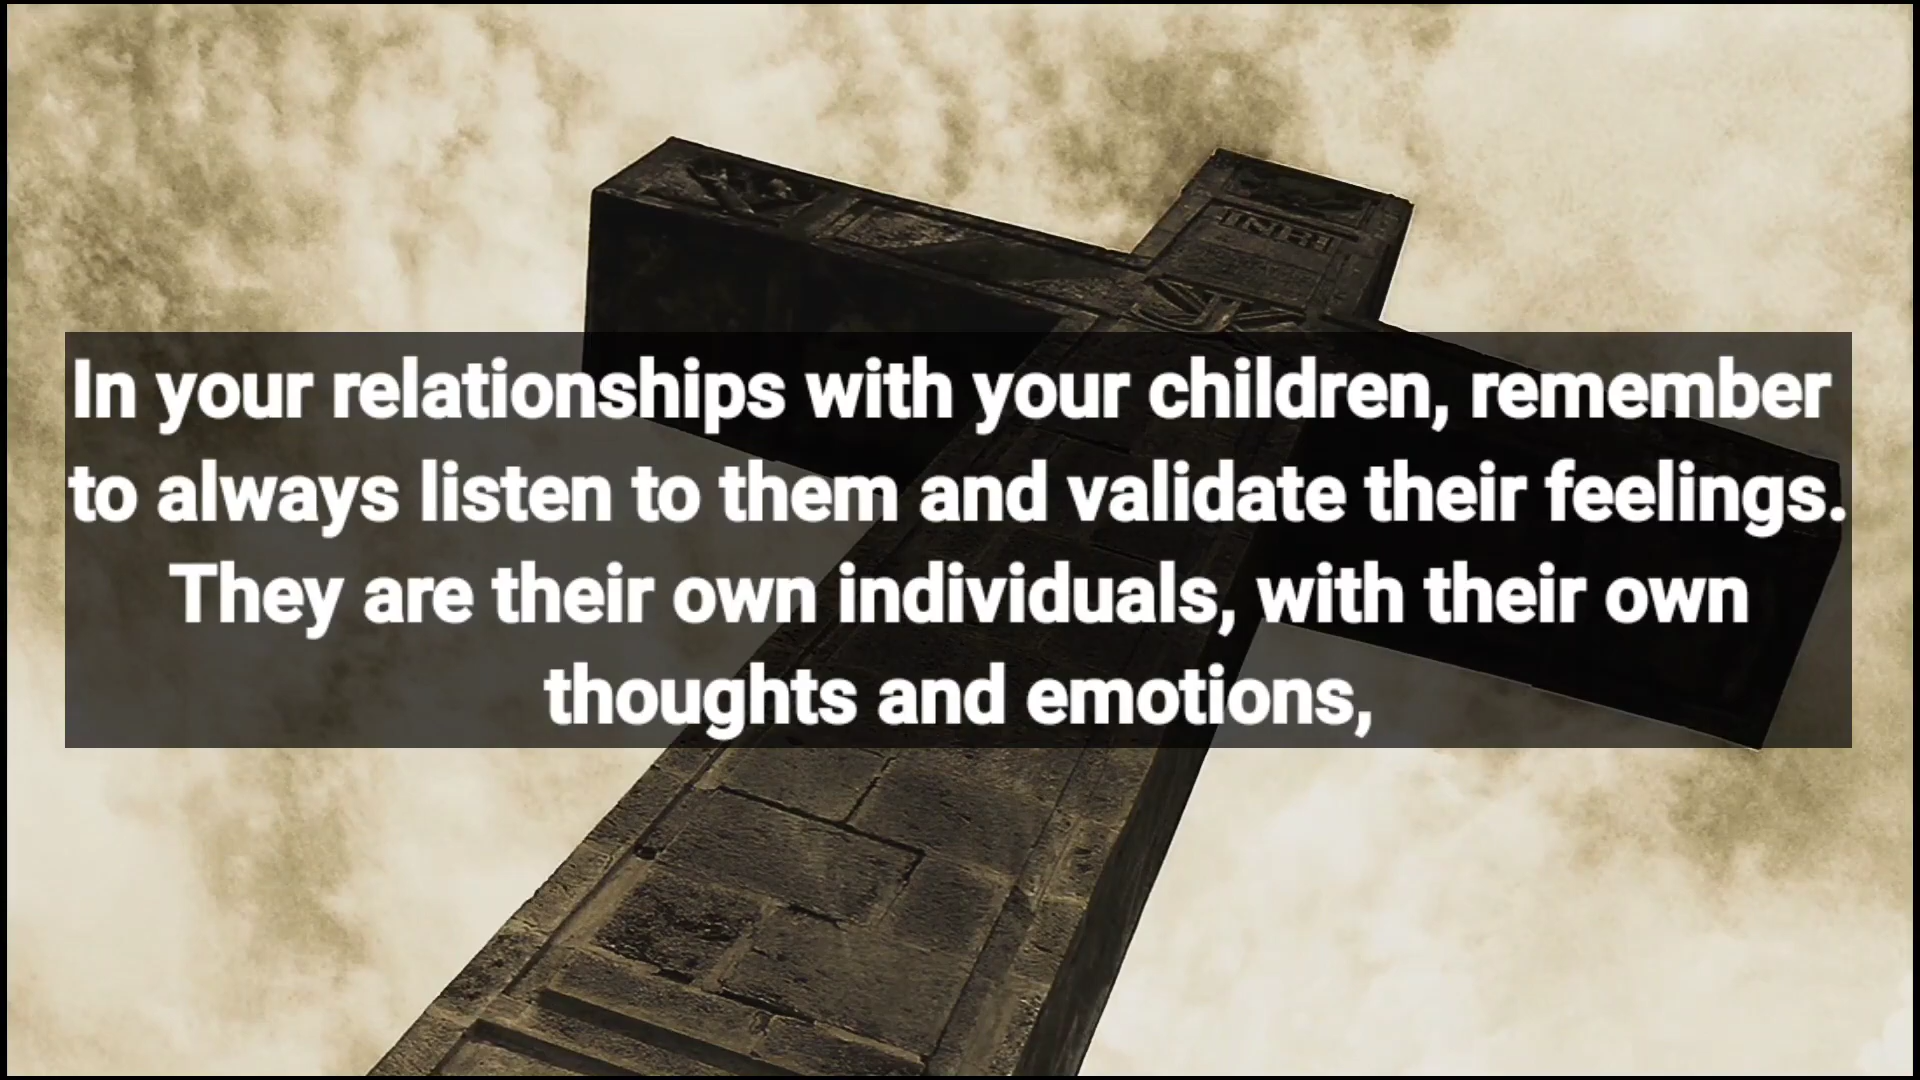 INRI
In your relationships with your children, remember
to always listen to them and validate their feelings.
They are their own individuals, with their own
thoughts and emotions,